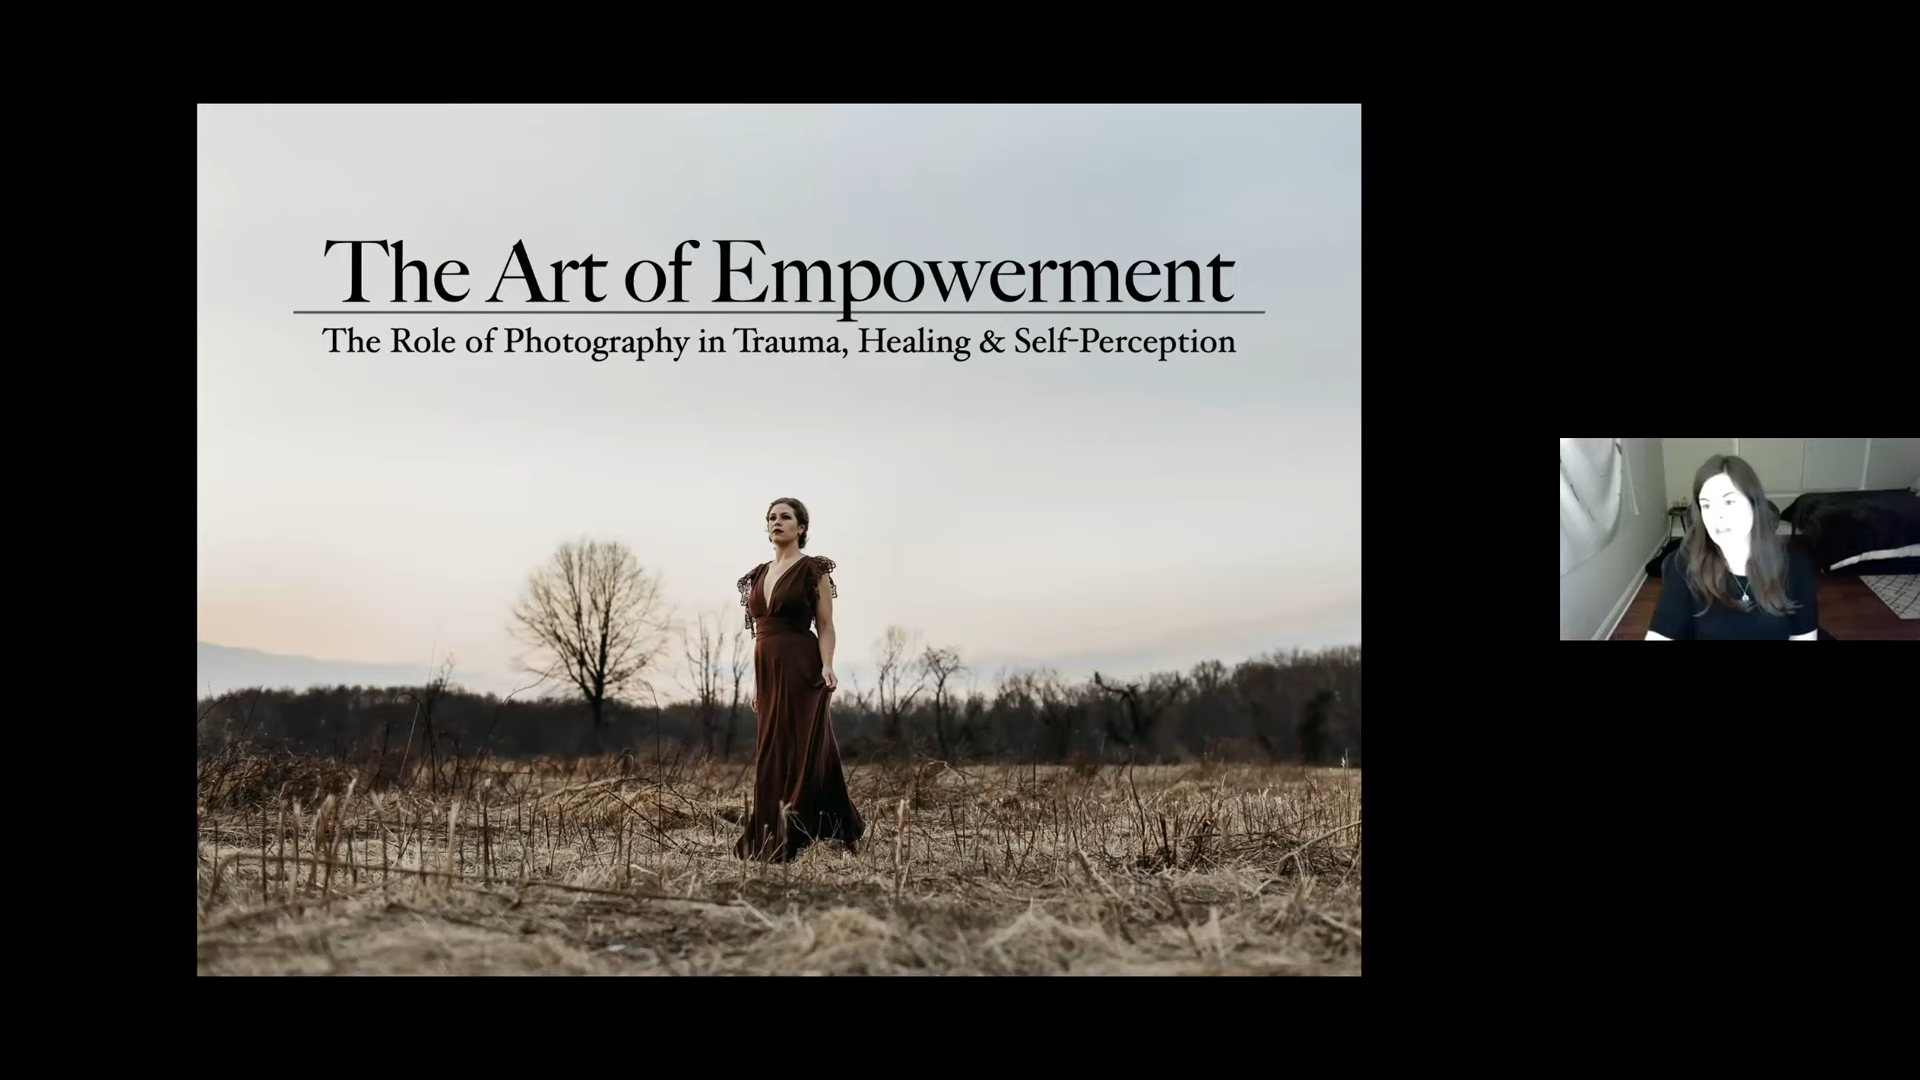 The Art of Empowerment
The Role of Photography in Trauma, Healing & Self-Perception